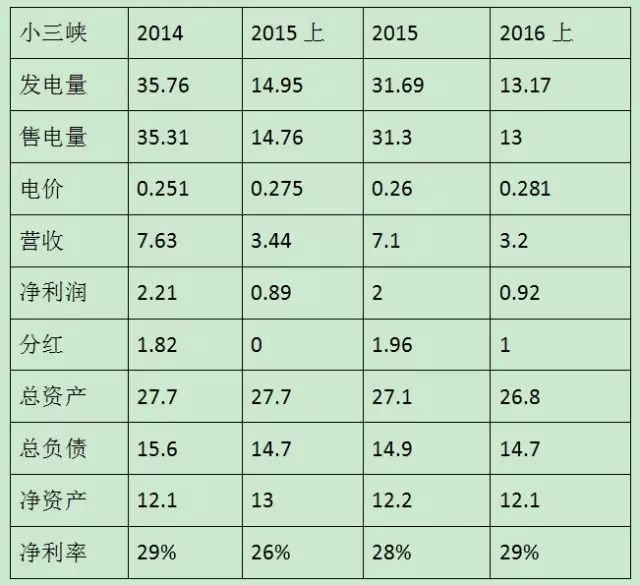 小三峡 2014 2015 上 2015 2016 上
发电量 35.76 14.95 31.69 13.17
售电量 35.31 14.76 31.3 13
电价 0.251 0.275 0.26 0.281
营收 7.63 3.44 7.1 3.2
净利润 2.21 0.89 2 0.92
分红 1.82 0 1.96 1
总资产 27.7 27.7 27.1 26.8
总负债 15.6 14.7 14.9 14.7
净资产 12.1 13 12.2 12.1
净利率 29% 26% 28% 29%